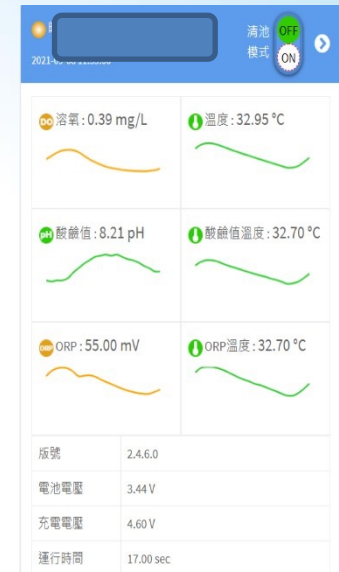 清池 OFF
模式 ON
DO 溶氧 : 0.39 mg/L
溫度 : 32.95 °C
pH 酸鹼值 : 8.21 pH
酸鹼值溫度 : 32.70 °C
ORP ORP : 55.00 mV
ORP溫度 : 32.70 °C
版號 2.4.6.0
電池電壓 3.44 V
充電電壓 4.60 V
運行時間 17.00 sec